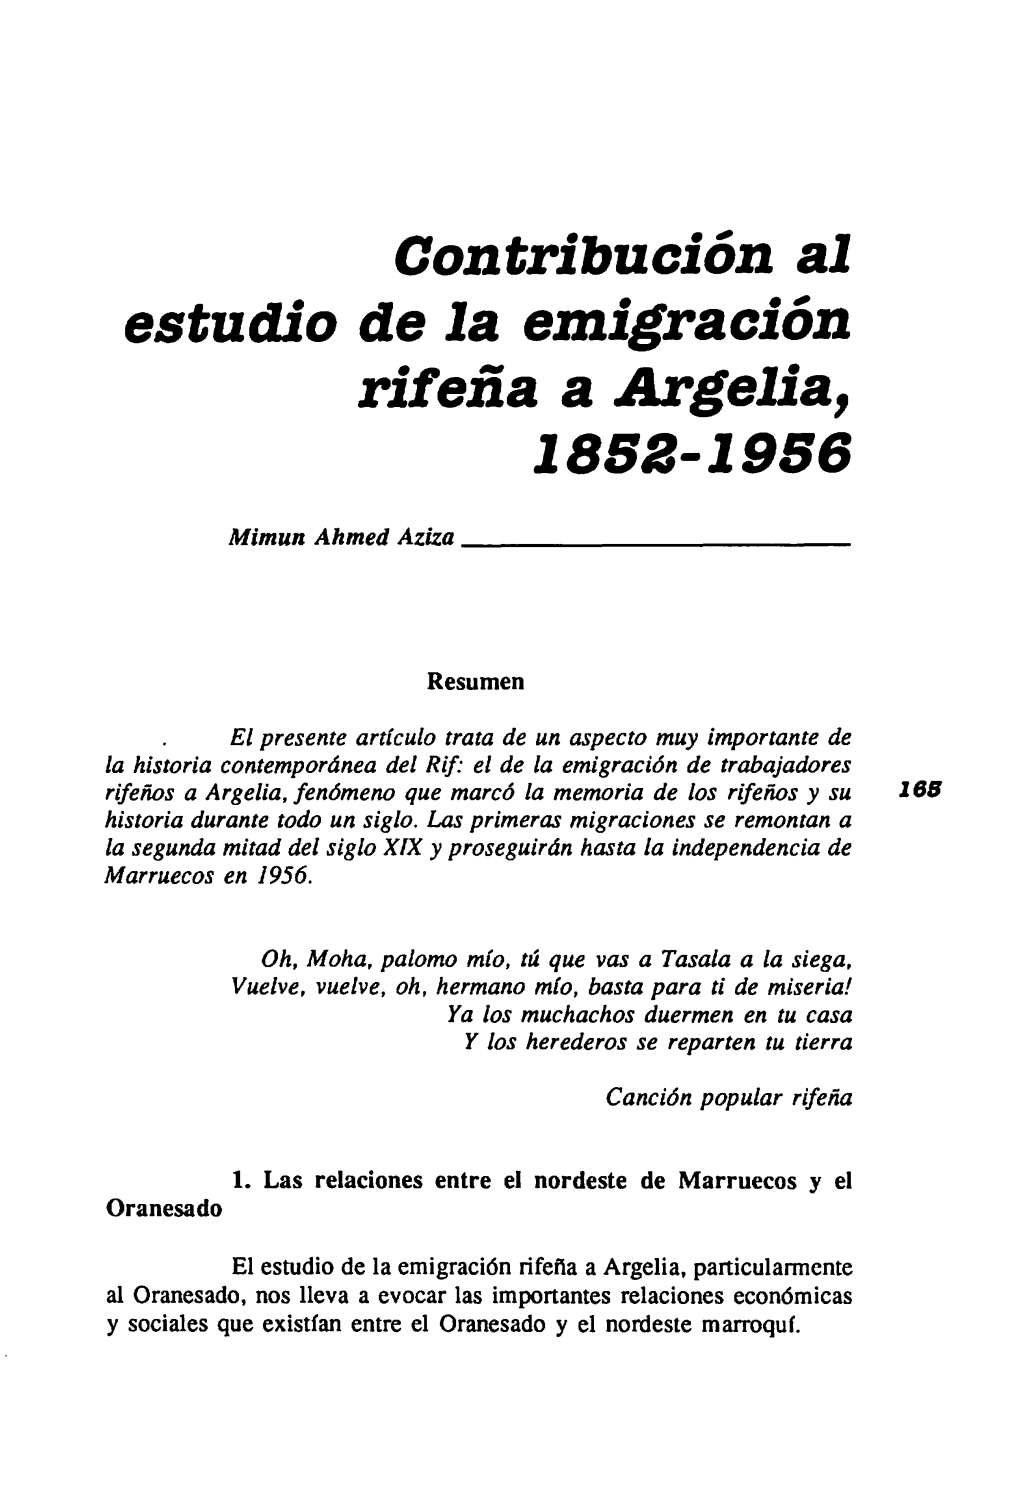 Contribución al
estudio de la emigración
rifeña a Argelia,
1852-1956
Mimun Ahmed Aziza
Resumen
El presente artículo trata de un aspecto muy importante de
la historia contemporánea del Rif: el de la emigración de trabajadores
rifeños a Argelia, fenómeno que marcó la memoria de los rifeños y su
historia durante todo un siglo. Las primeras migraciones se remontan a
la segunda mitad del siglo XIX y proseguirán hasta la independencia de
Marruecos en 1956.
165
Oh, Moha, palomo mío, tú que vas a Tasala a la siega,
Vuelve, vuelve, oh, hermano mío, basta para ti de miseria!
Ya los muchachos duermen en tu casa
Y los herederos se reparten tu tierra
Canción popular rifeña
1. Las relaciones entre el nordeste de Marruecos y el
Oranesado
El estudio de la emigración rifeña a Argelia, particularmente
al Oranesado, nos lleva a evocar las importantes relaciones económicas
y sociales que existían entre el Oranesado y el nordeste marroquí.